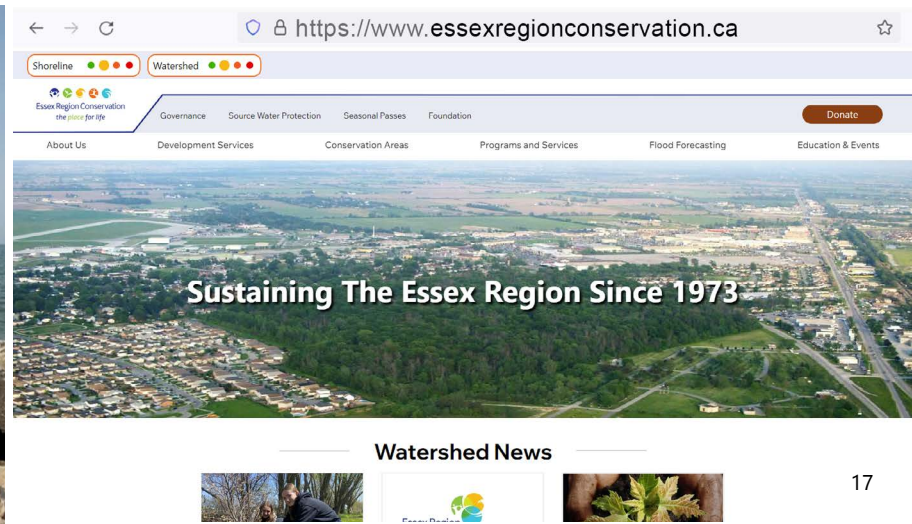 https://www.essexregionconservation.ca
Shoreline
Watershed
Essex Region Conservation
the place for life
Governance Source Water Protection Seasonal Passes Foundation
Donate
About Us Development Services Conservation Areas Programs and Services Flood Forecasting Education & Events
Sustaining The Essex Region Since 1973
Watershed News
Essex Region
17